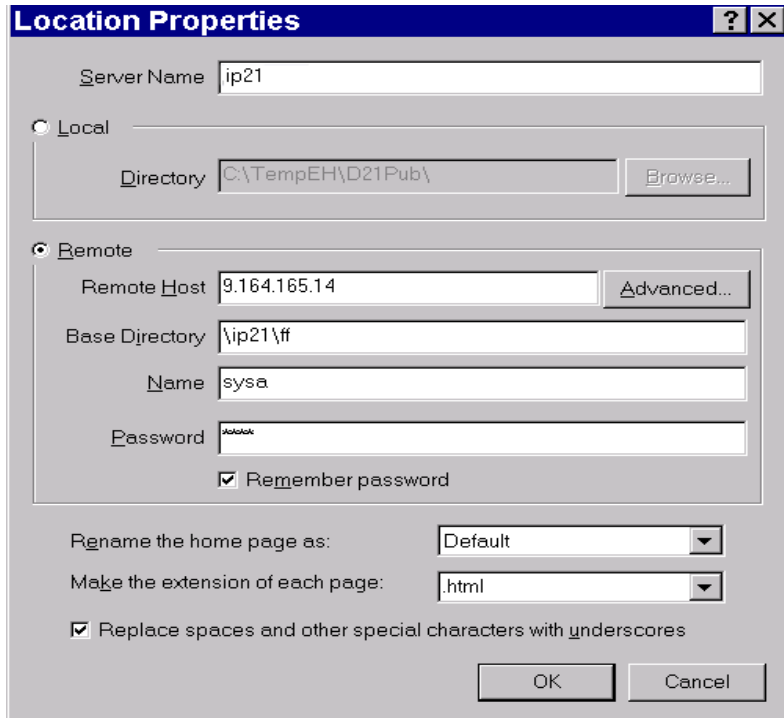 Location Properties
Server Name ip21
Local
Directory C:\TempEH\D21Pub\ Browse...
Remote
Remote Host 9.164.165.14 Advanced...
Base Directory \ip21\ff
Name sysa
Password ****
Remember password
Rename the home page as: Default
Make the extension of each page: .html
Replace spaces and other special characters with underscores
OK Cancel